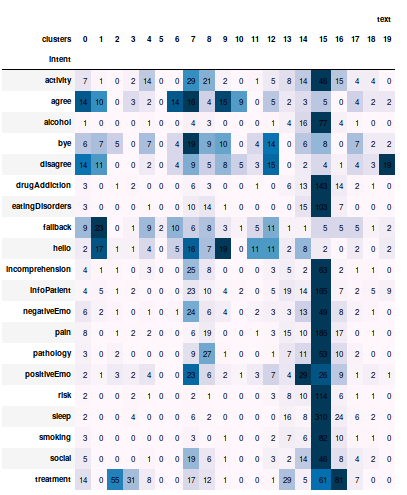 text
clusters 0 1 2 3 4 5 6 7 8 9 10 11 12 13 14 15 16 17 18 19
intent
activity 7 1 0 2 14 0 0 29 21 2 0 1 5 8 14 46 15 4 4 0
agree 14 10 0 3 2 0 14 16 4 15 9 0 5 2 3 5 0 4 2 2
alcohol 1 0 0 0 1 0 0 4 3 0 0 0 1 4 16 77 4 1 0 0
bye 6 7 5 0 7 0 4 19 9 10 0 4 14 0 6 8 0 7 2 2
disagree 14 11 0 0 2 0 4 9 5 8 5 3 15 0 2 4 1 4 3 19
drugAddiction 3 0 1 2 0 0 0 6 3 0 1 0 6 13 143 14 2 1 0
eatingDisorders 3 0 0 0 1 0 0 4 14 0 0 0 0 0 15 103 7 0 0 0
fallback 9 23 0 1 9 2 10 6 8 3 1 5 11 1 1 5 5 5 1 2
hello 2 17 1 1 4 0 5 16 7 19 0 11 11 2 8 2 0 2 0 2
incomprehension 4 1 1 0 3 0 0 25 8 0 0 0 3 5 2 63 2 1 1 0
infoPatient 4 5 1 2 0 0 0 23 10 4 2 0 5 19 14 165 7 2 5 9
negativeEmo 6 2 1 0 1 0 1 24 6 4 0 2 3 3 13 49 8 2 1 0
pain 8 0 1 2 2 0 0 6 19 0 0 1 3 15 10 185 17 0 1 0
pathology 3 0 2 0 0 0 0 9 27 1 0 0 1 7 11 93 10 2 0 0
positiveEmo 2 1 3 2 4 0 0 23 6 2 1 3 7 4 29 26 9 1 2 1
risk 2 0 0 1 0 0 0 2 1 0 0 0 3 8 10 114 6 1 1 0
sleep 2 0 0 4 0 0 0 6 2 0 0 0 0 16 8 310 24 6 2 0
smoking 3 0 0 0 0 0 0 3 0 1 0 0 2 7 6 82 10 1 1 0
social 5 0 0 1 0 0 0 19 6 1 0 0 3 2 14 46 8 4 2 0
treatment 14 0 55 31 8 0 0 17 12 1 0 0 1 29 5 61 81 7 0 0